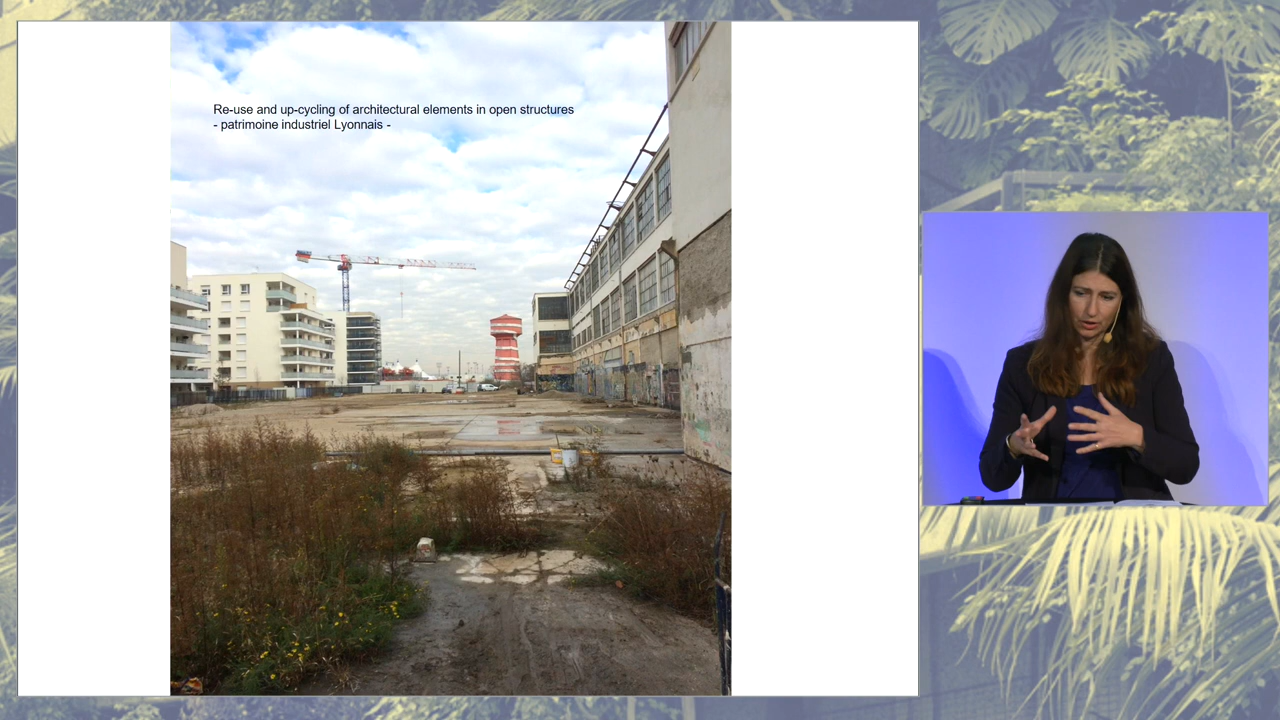 Re-use and up-cycling of architectural elements in open structures
- patrimoine industriel Lyonnais -